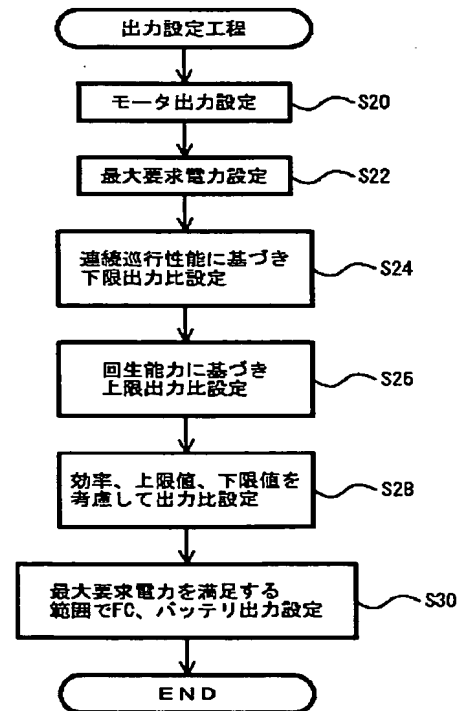 出力設定工程
モータ出力設定
S20
最大要求電力設定
S22
連続巡行性能に基づき
下限出力比設定
S24
回生能力に基づき
上限出力比設定
S26
効率、上限値、下限値を
考慮して出力比設定
S28
最大要求電力を満足する
範囲でFC、バッテリ出力設定
S30
END